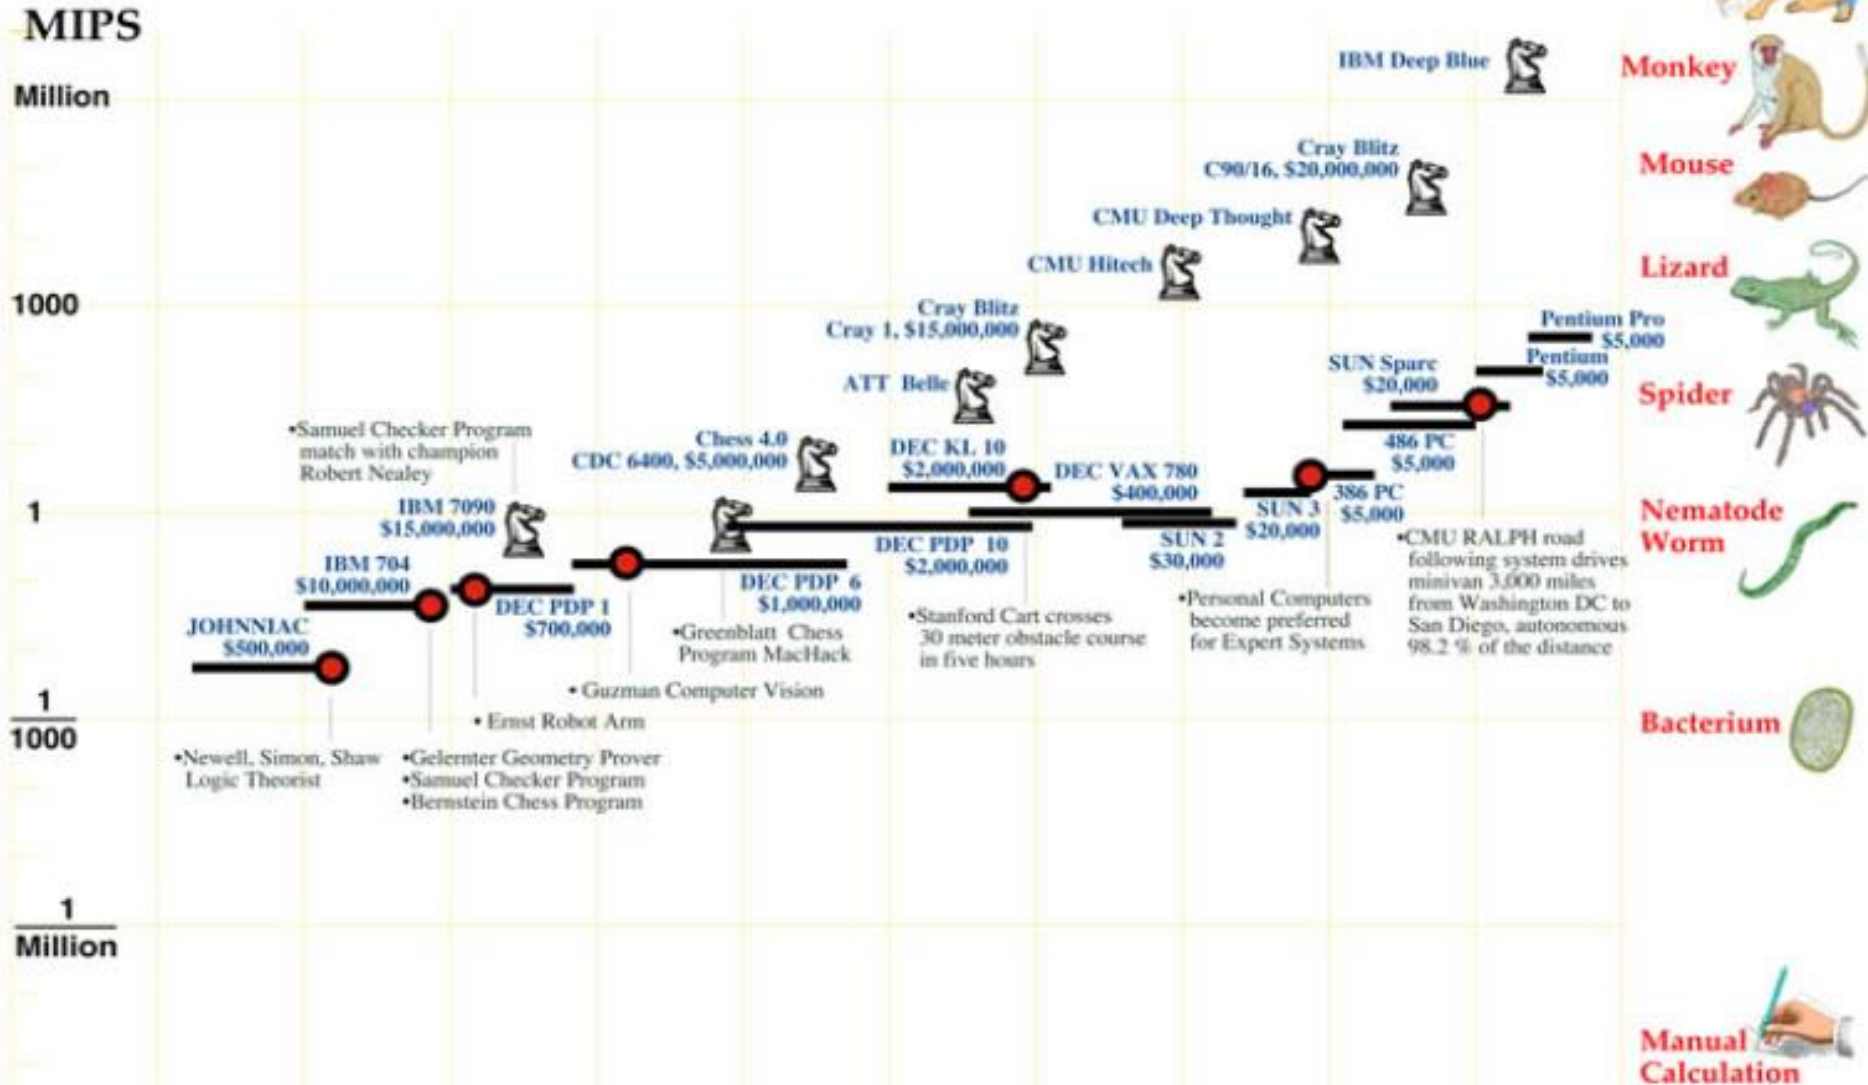 MIPS
Million
1000
1
1
1000
1
Million
IBM Deep Blue
Cray Blitz
C90/16, $20,000,000
CMU Deep Thought
CMU Hitech
Cray Blitz
Cray 1, $15,000,000
ATT Belle
Pentium Pro
$5,000
Pentium
$5,000
SUN Sparc
$20,000
486 PC
$5,000
•Samuel Checker Program
match with champion
Robert Nealey
Chess 4.0
CDC 6400, $5,000,000
DEC KL 10
$2,000,000
DEC VAX 780
$400,000
386 PC
$5,000
SUN 3
$20,000
IBM 7090
$15,000,000
DEC PDP 10
$2,000,000
SUN 2
$30,000
IBM 704
$10,000,000
DEC PDP 6
$1,000,000
DEC PDP 1
$700,000
JOHNNIAC
$500,000
•CMU RALPH road
following system drives
minivan 3,000 miles
from Washington DC to
San Diego, autonomous
98.2 % of the distance
•Personal Computers
become preferred
for Expert Systems
•Stanford Cart crosses
30 meter obstacle course
in five hours
•Greenblatt Chess
Program MacHack
• Guzman Computer Vision
• Ernst Robot Arm
•Newell, Simon, Shaw
Logic Theorist
•Gelernter Geometry Prover
•Samuel Checker Program
•Bernstein Chess Program
Monkey
Mouse
Lizard
Spider
Nematode
Worm
Bacterium
Manual
Calculation